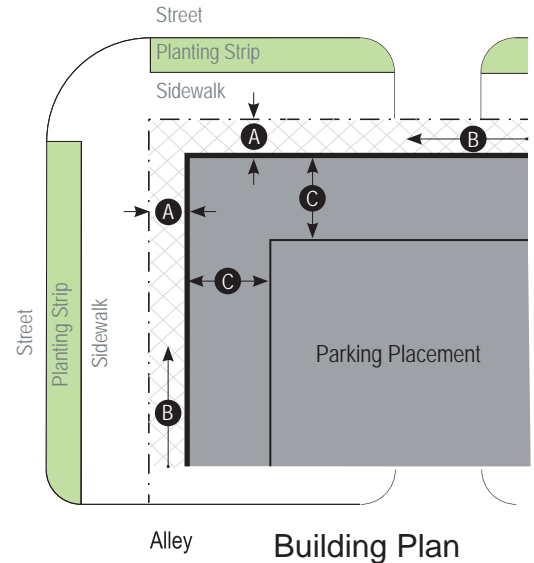 Street
Planting Strip
Sidewalk
A
B
C
A
C
Parking Placement
Street
Planting Strip
Sidewalk
B
Alley
Building Plan